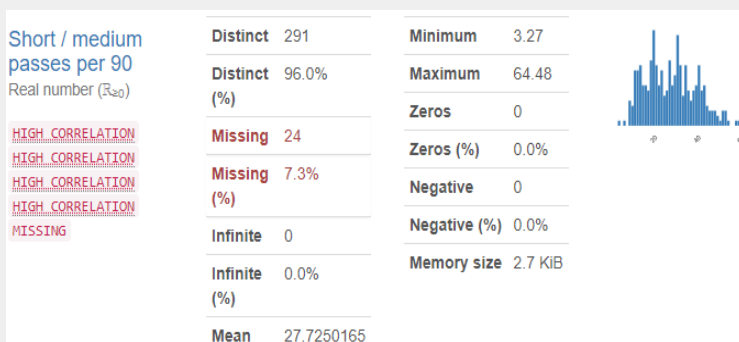 Short / medium
passes per 90
Real number (ℝ≥0)
HIGH CORRELATION
HIGH CORRELATION
HIGH CORRELATION
HIGH CORRELATION
MISSING
Distinct 291
Distinct (%) 96.0%
Missing 24
Missing (%) 7.3%
Infinite 0
Infinite (%) 0.0%
Mean 27.7250165
Minimum 3.27
Maximum 64.48
Zeros 0
Zeros (%) 0.0%
Negative 0
Negative (%) 0.0%
Memory size 2.7 KiB